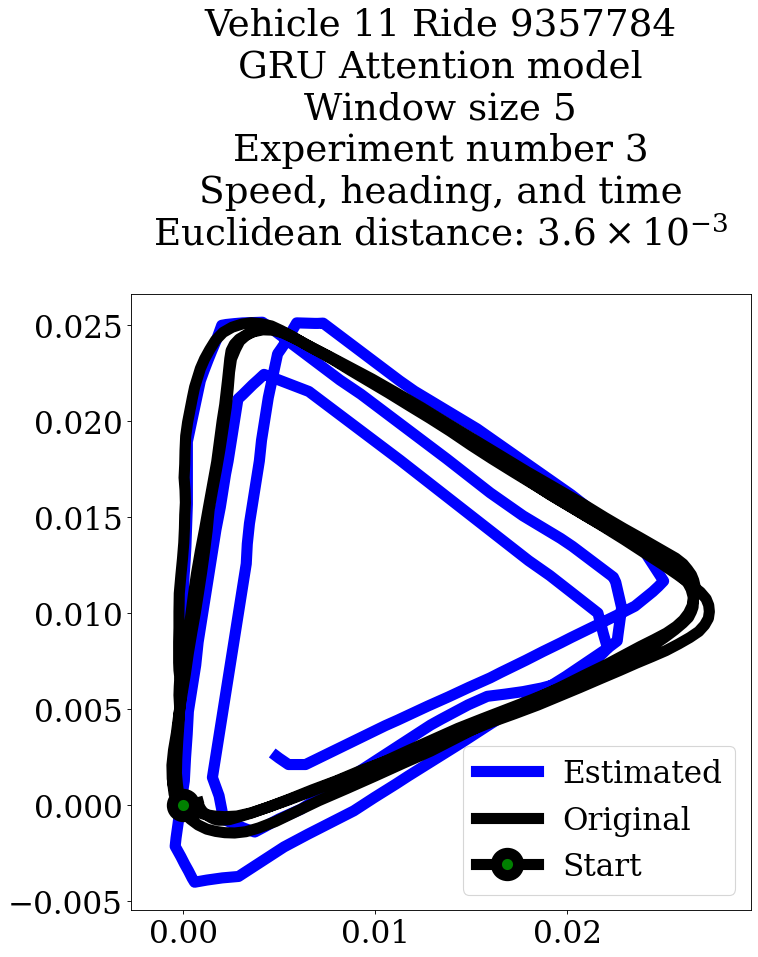 Vehicle 11 Ride 9357784
GRU Attention model
Window size 5
Experiment number 3
Speed, heading, and time
Euclidean distance: 3.6 × 10⁻³
0.025
0.020
0.015
0.010
0.005
0.000
−0.005
Estimated
Original
Start
0.00 0.01 0.02